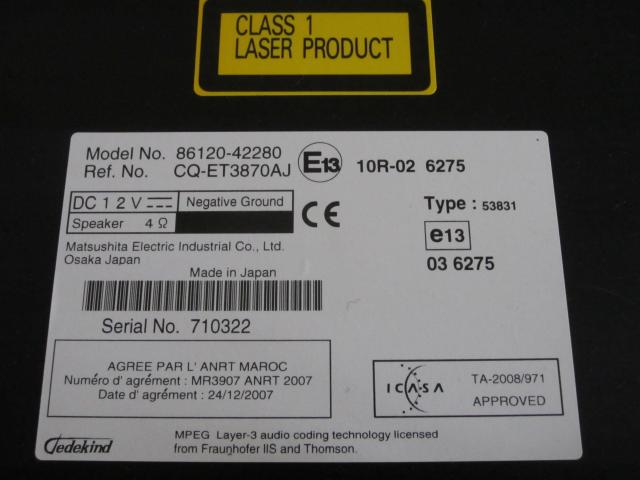 CLASS 1
LASER PRODUCT
Model No. 86120-42280
Ref. No. CQ-ET3870AJ
E13
10R-02 6275
DC 1 2 V
Negative Ground
Speaker 4 Ω
CE
Type : 53831
e13
03 6275
Matsushita Electric Industrial Co., Ltd.
Osaka Japan
Made in Japan
Serial No. 710322
AGREE PAR L' ANRT MAROC
Numéro d' agrément : MR3907 ANRT 2007
Date d' agrément : 24/12/2007
ICASA
TA-2008/971
APPROVED
Jedekind
MPEG Layer-3 audio coding technology licensed
from Fraunhofer IIS and Thomson.